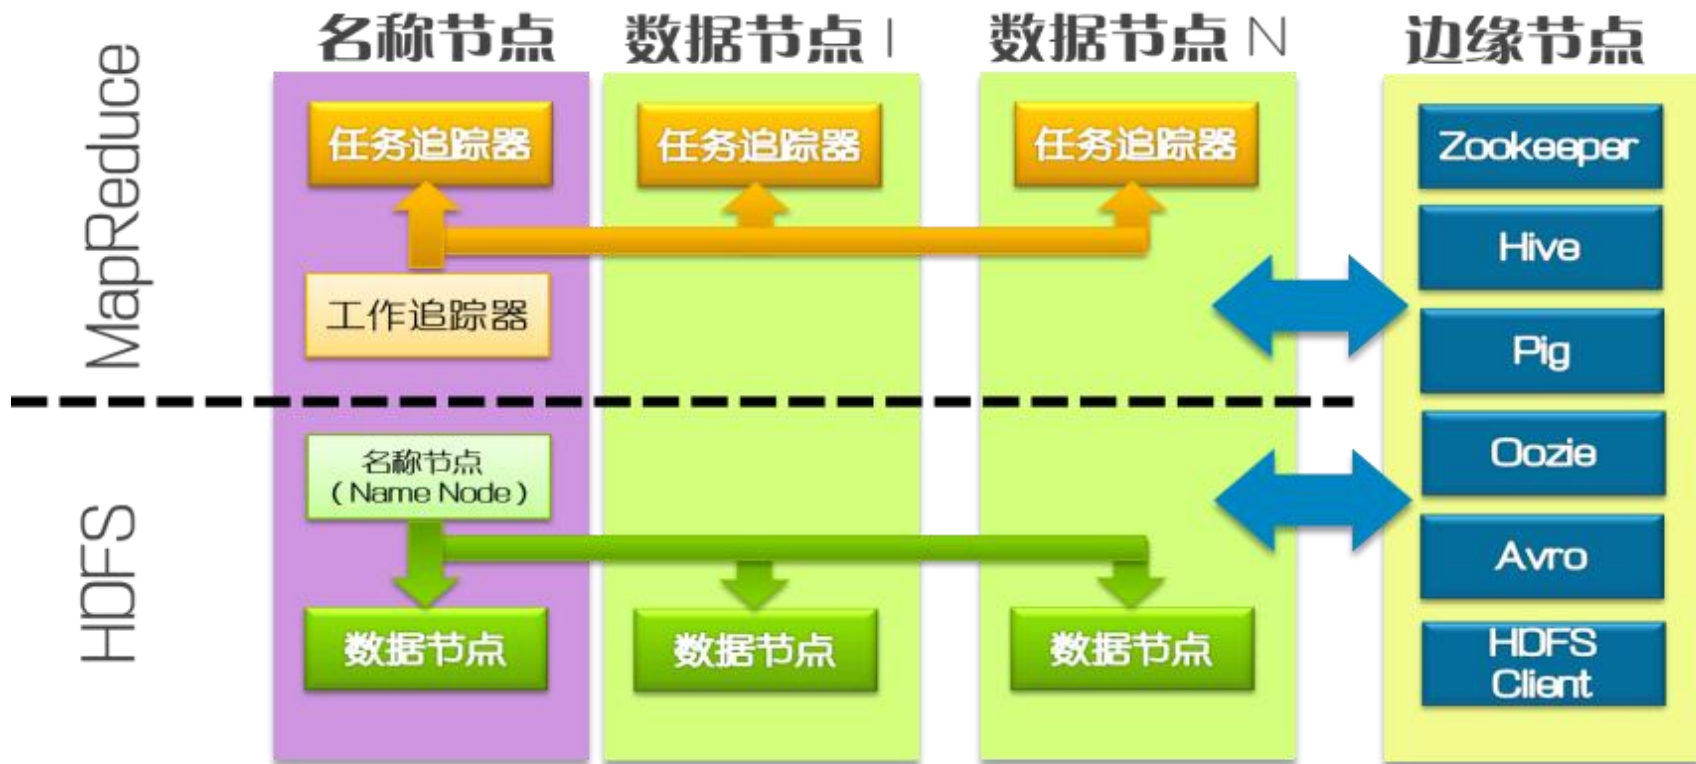 名称节点
数据节点 1
数据节点 N
边缘节点
MapReduce
任务追踪器
任务追踪器
任务追踪器
工作追踪器
HDFS
名称节点
(Name Node)
数据节点
数据节点
数据节点
Zookeeper
Hive
Pig
Oozie
Avro
HDFS
Client